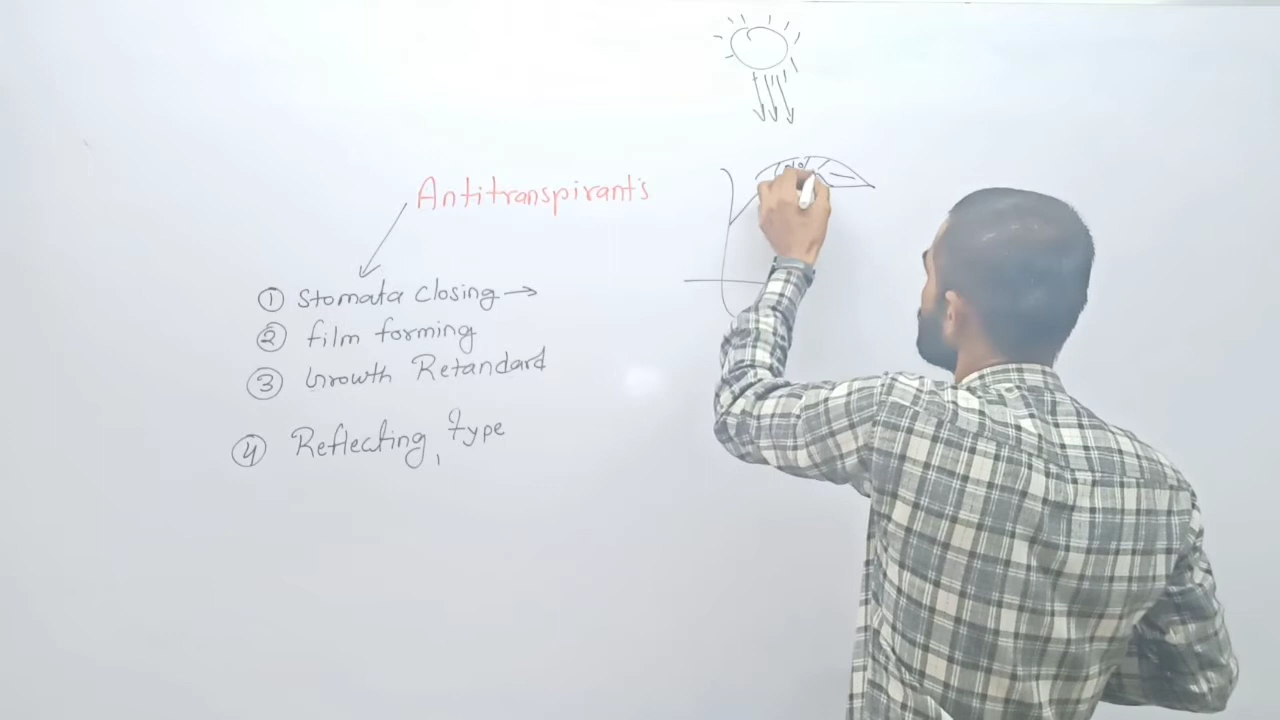 Antitranspirant's
① Stomata Closing →
② film forming
③ Growth Retandard
④ Reflecting, type